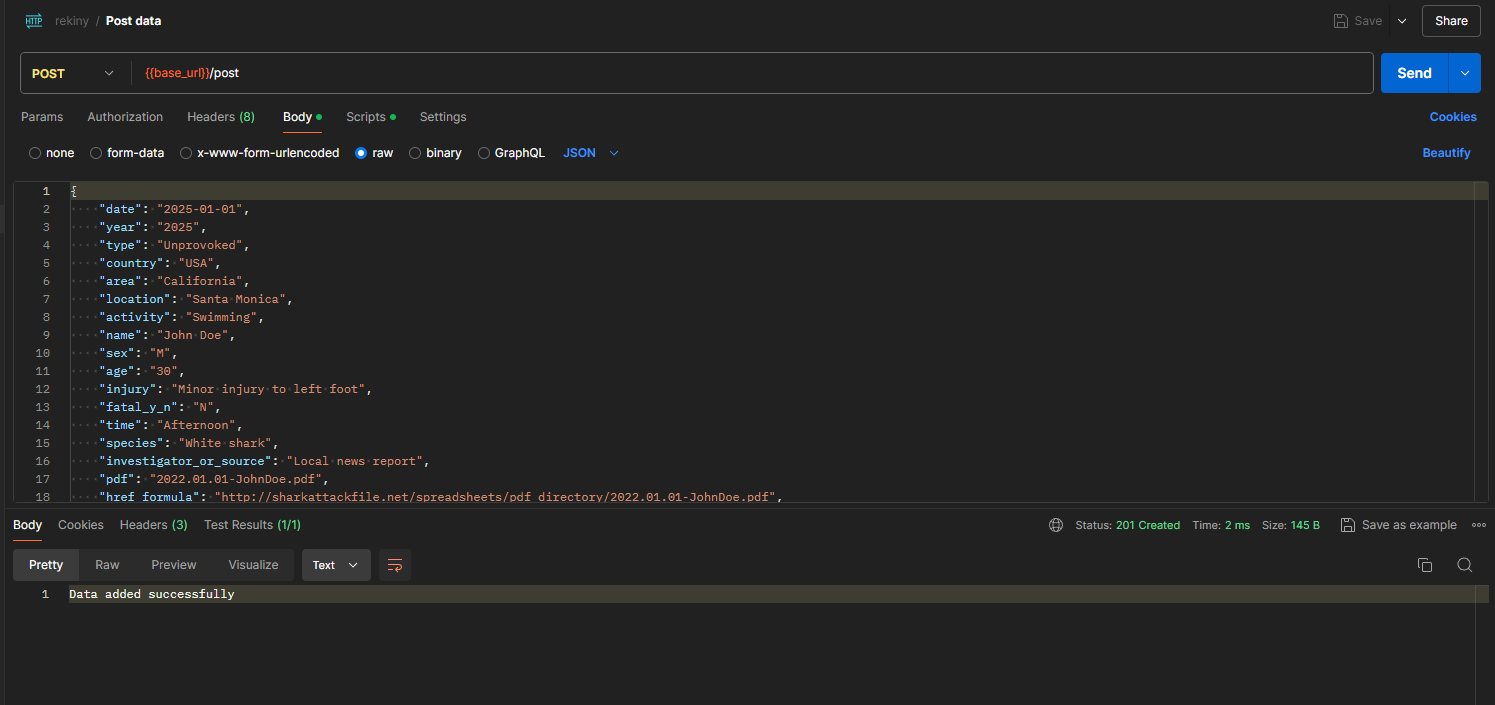 HTTP rekiny / Post data Save Share
POST {{base_url}}/post Send
Params Authorization Headers (8) Body Scripts Settings Cookies
none form-data x-www-form-urlencoded raw binary GraphQL JSON Beautify
1 {
2 "date": "2025-01-01",
3 "year": "2025",
4 "type": "Unprovoked",
5 "country": "USA",
6 "area": "California",
7 "location": "Santa Monica",
8 "activity": "Swimming",
9 "name": "John Doe",
10 "sex": "M",
11 "age": "30",
12 "injury": "Minor injury to left foot",
13 "fatal_y_n": "N",
14 "time": "Afternoon",
15 "species": "White shark",
16 "investigator_or_source": "Local news report",
17 "pdf": "2022.01.01-JohnDoe.pdf",
18 "href_formula": "http://sharkattackfile.net/spreadsheets/pdf_directory/2022.01.01-JohnDoe.pdf",
Body Cookies Headers (3) Test Results (1/1) Status: 201 Created Time: 2 ms Size: 145 B Save as example
Pretty Raw Preview Visualize Text
1 Data added successfully